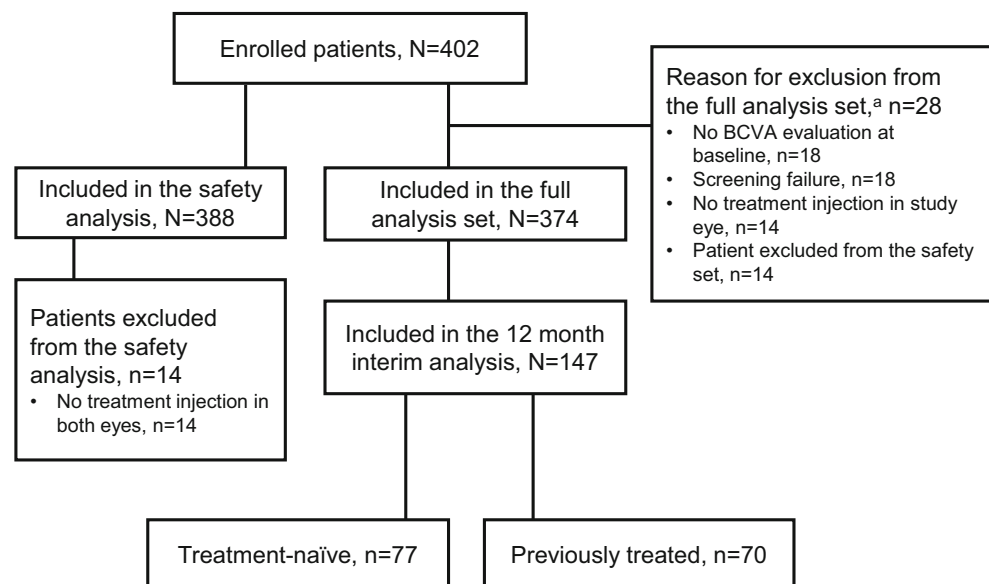 Enrolled patients, N=402
Reason for exclusion from
the full analysis set,ᵃ n=28
• No BCVA evaluation at
baseline, n=18
• Screening failure, n=18
• No treatment injection in study
eye, n=14
• Patient excluded from the safety
set, n=14
Included in the safety
analysis, N=388
Included in the full
analysis set, N=374
Patients excluded
from the safety
analysis, n=14
• No treatment injection in
both eyes, n=14
Included in the 12 month
interim analysis, N=147
Treatment-naïve, n=77
Previously treated, n=70